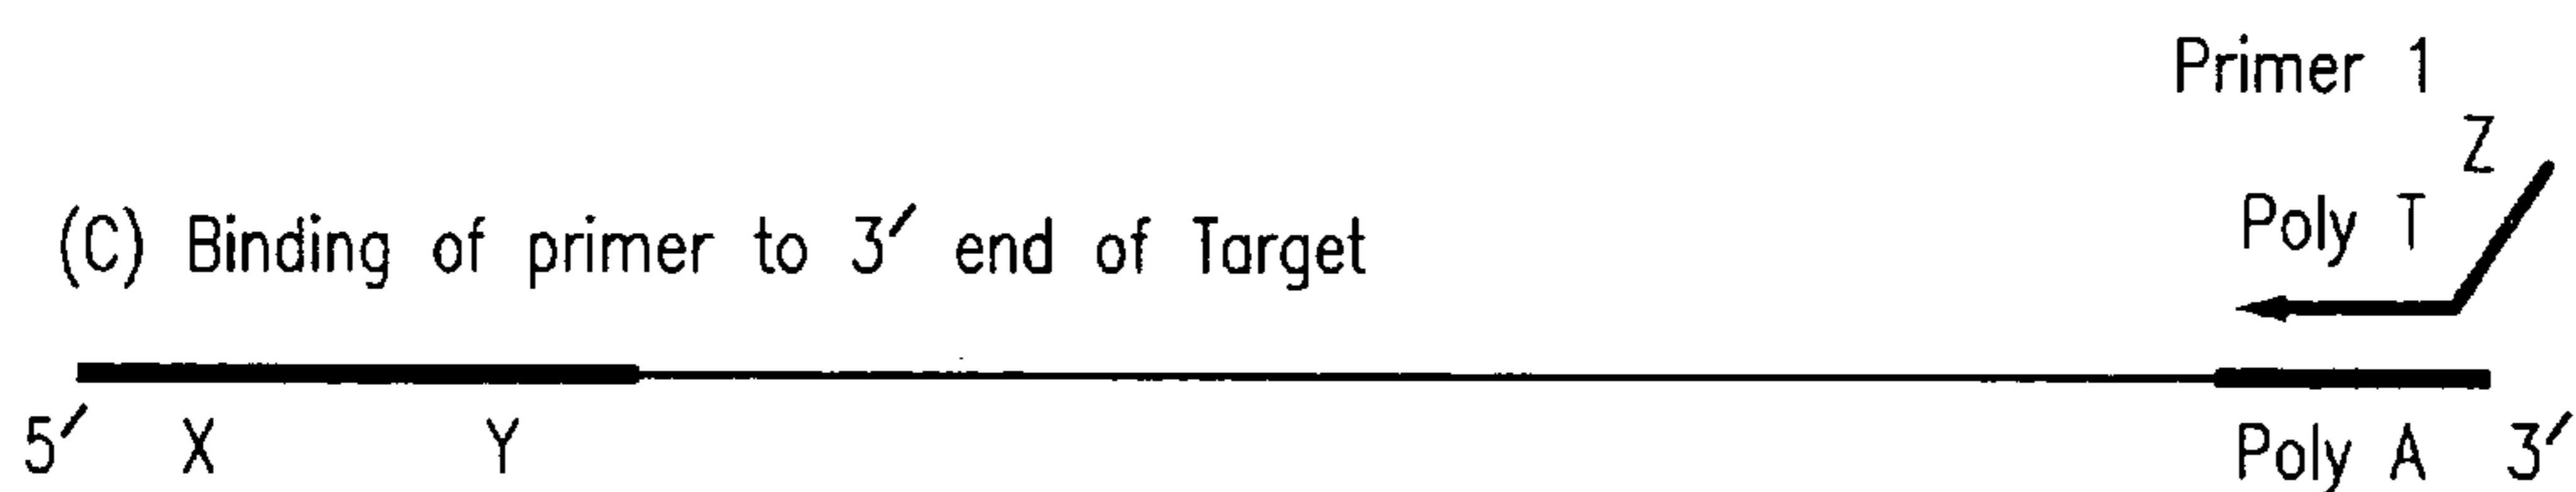 Primer 1
Z
Poly T
(C) Binding of primer to 3′ end of Target
5′ X Y Poly A 3′